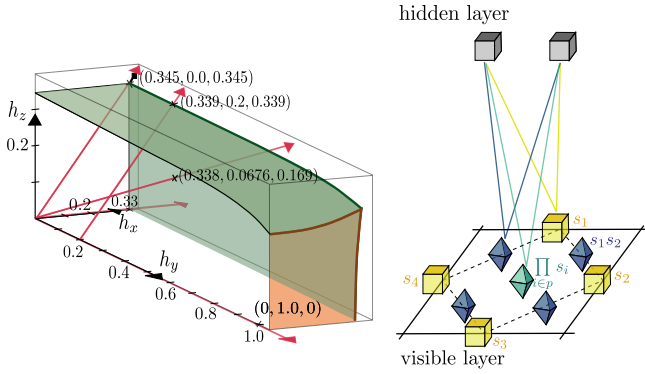 hidden layer
(0.345, 0.0, 0.345)
(0.339, 0.2, 0.339)
h_z
0.2
(0.338, 0.0676, 0.169)
0.2
0.33
h_x
0.2
h_y
0.4
0.6
0.8
(0, 1.0, 0)
1.0
s_1
s_1 s_2
∏_{i∈p} s_i
s_4
s_2
s_3
visible layer